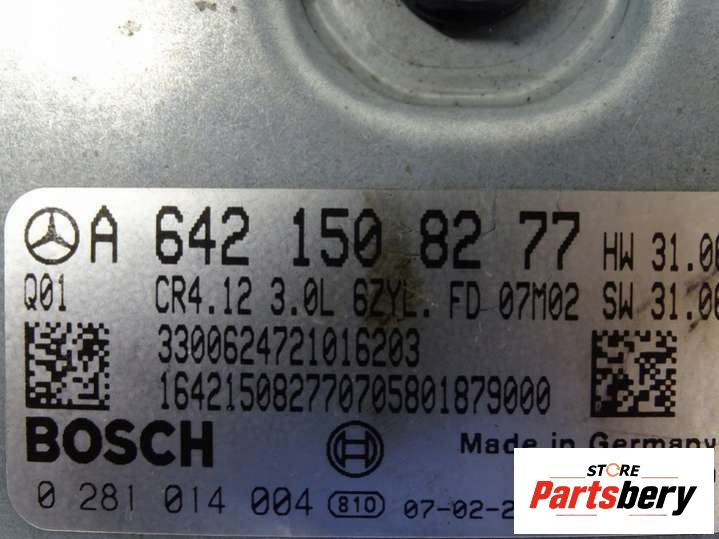 A 642 150 82 77 HW 31.0
Q01 CR4.12 3.0L 6ZYL. FD 07M02 SW 31.0
3300624721016203
164215082770705801879000
BOSCH Made in Germany
0 281 014 004 810 07-02-2
STORE
Partsbery